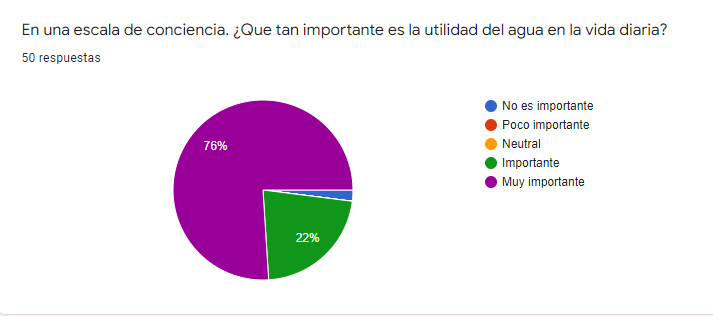 En una escala de conciencia. ¿Que tan importante es la utilidad del agua en la vida diaria?
50 respuestas
No es importante
Poco importante
Neutral
Importante
Muy importante
76%
22%